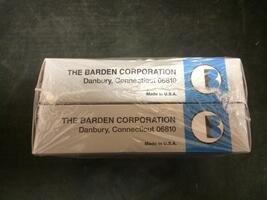 THE BARDEN CORPORATION
Danbury, Connecticut 06810
Made in U.S.A.
THE BARDEN CORPORATION
Danbury, Connecticut 06810
Made in U.S.A.